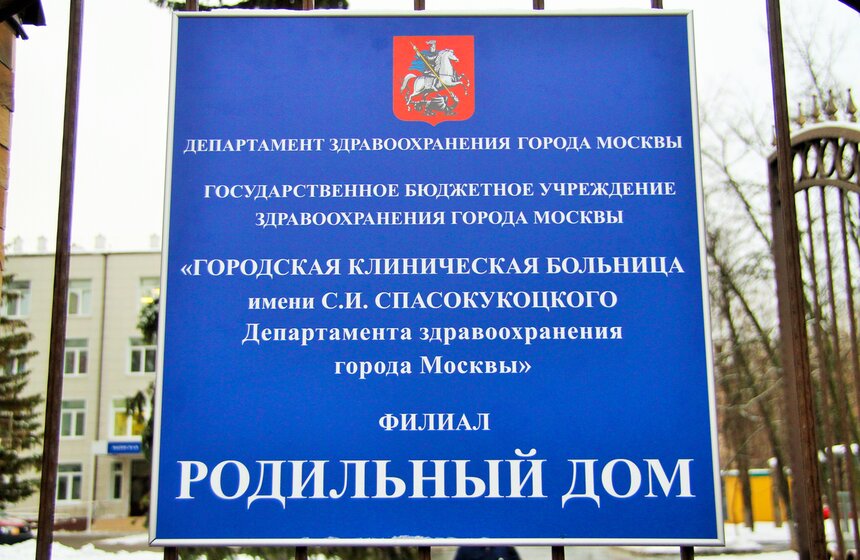 ДЕПАРТАМЕНТ ЗДРАВООХРАНЕНИЯ ГОРОДА МОСКВЫ
ГОСУДАРСТВЕННОЕ БЮДЖЕТНОЕ УЧРЕЖДЕНИЕ
ЗДРАВООХРАНЕНИЯ ГОРОДА МОСКВЫ
«ГОРОДСКАЯ КЛИНИЧЕСКАЯ БОЛЬНИЦА
имени С.И. СПАСОКУКОЦКОГО
Департамента здравоохранения
города Москвы»
ФИЛИАЛ
РОДИЛЬНЫЙ ДОМ